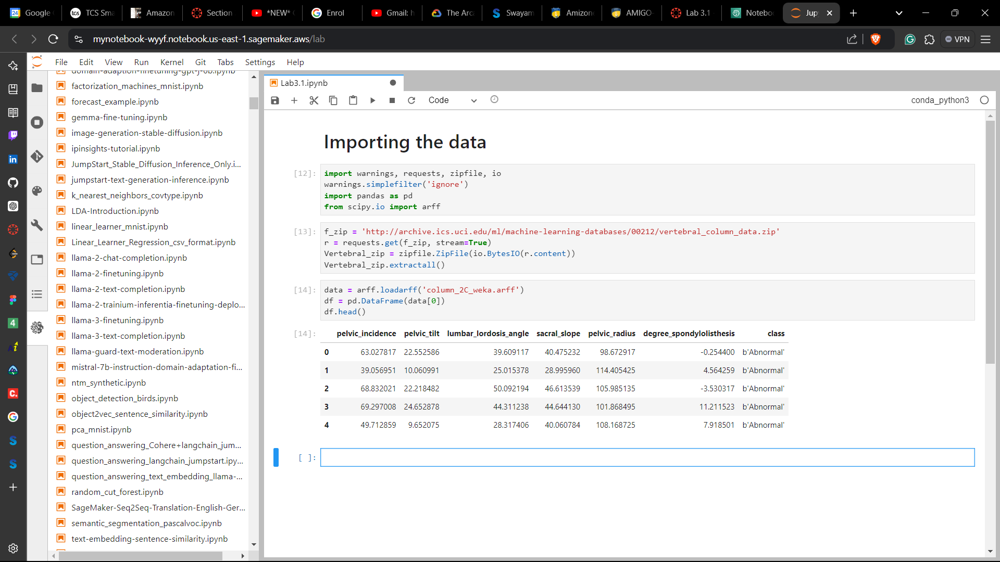 Google
TCS Sma
Amazon
Section
*NEW*
Enrol
Gmail: h
The Arc
Swayam
Amizon
AMIGO-
Lab 3.1
Notebo
Jup
mynotebook-wyyf.notebook.us-east-1.sagemaker.aws/lab
VPN
File Edit View Run Kernel Git Tabs Settings Help
domain-adaption-finetuning-gpt-j-6b.ipynb
factorization_machines_mnist.ipynb
forecast_example.ipynb
gemma-fine-tuning.ipynb
image-generation-stable-diffusion.ipynb
ipinsights-tutorial.ipynb
JumpStart_Stable_Diffusion_Inference_Only.i...
jumpstart-text-generation-inference.ipynb
k_nearest_neighbors_covtype.ipynb
LDA-Introduction.ipynb
linear_learner_mnist.ipynb
Linear_Learner_Regression_csv_format.ipynb
llama-2-chat-completion.ipynb
llama-2-finetuning.ipynb
llama-2-text-completion.ipynb
llama-2-trainium-inferentia-finetuning-deplo...
llama-3-finetuning.ipynb
llama-3-text-completion.ipynb
llama-guard-text-moderation.ipynb
mistral-7b-instruction-domain-adaptation-fi...
ntm_synthetic.ipynb
object_detection_birds.ipynb
object2vec_sentence_similarity.ipynb
pca_mnist.ipynb
question_answering_Cohere+langchain_jum...
question_answering_langchain_jumpstart.ipy...
question_answering_text_embedding_llama-...
random_cut_forest.ipynb
SageMaker-Seq2Seq-Translation-English-Ger...
semantic_segmentation_pascalvoc.ipynb
text-embedding-sentence-similarity.ipynb
Lab3.1.ipynb
Code
conda_python3
Importing the data
[12]: import warnings, requests, zipfile, io
warnings.simplefilter('ignore')
import pandas as pd
from scipy.io import arff
[13]: f_zip = 'http://archive.ics.uci.edu/ml/machine-learning-databases/00212/vertebral_column_data.zip'
r = requests.get(f_zip, stream=True)
Vertebral_zip = zipfile.ZipFile(io.BytesIO(r.content))
Vertebral_zip.extractall()
[14]: data = arff.loadarff('column_2C_weka.arff')
df = pd.DataFrame(data[0])
df.head()
[14]: pelvic_incidence pelvic_tilt lumbar_lordosis_angle sacral_slope pelvic_radius degree_spondylolisthesis class
0 63.027817 22.552586 39.609117 40.475232 98.672917 -0.254400 b'Abnormal'
1 39.056951 10.060991 25.015378 28.995960 114.405425 4.564259 b'Abnormal'
2 68.832021 22.218482 50.092194 46.613539 105.985135 -3.530317 b'Abnormal'
3 69.297008 24.652878 44.311238 44.644130 101.868495 11.211523 b'Abnormal'
4 49.712859 9.652075 28.317406 40.060784 108.168725 7.918501 b'Abnormal'
[ ]: